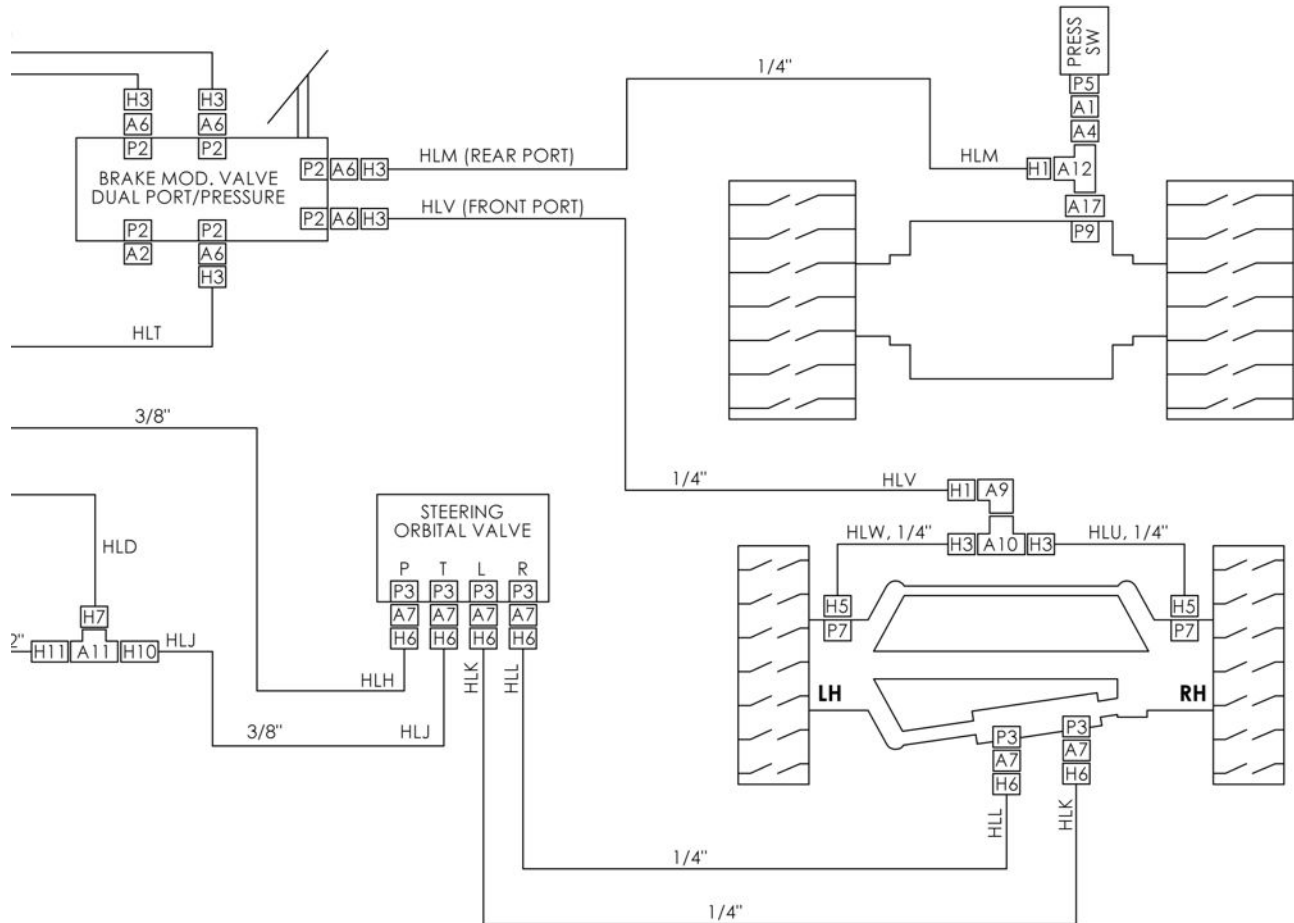 PRESS
SW
P5
A1
A4
1/4"
H3
H3
A6
A6
P2
P2
BRAKE MOD. VALVE
DUAL PORT/PRESSURE
P2 A6 H3
HLM (REAR PORT)
HLM
H1 A12
A17
P9
P2 A6 H3
HLV (FRONT PORT)
P2
P2
A2
A6
H3
HLT
3/8"
1/4"
HLV
H1 A9
STEERING
ORBITAL VALVE
P T L R
P3 P3 P3 P3
A7 A7 A7 A7
H6 H6 H6 H6
HLW, 1/4"
H3 A10 H3
HLU, 1/4"
HLD
H7
2"
H11 A11 H10
HLJ
H5
P7
H5
P7
LH
RH
HLH
HLK
HLL
3/8"
HLJ
P3
A7
H6
P3
A7
H6
HLL
HLK
1/4"
1/4"